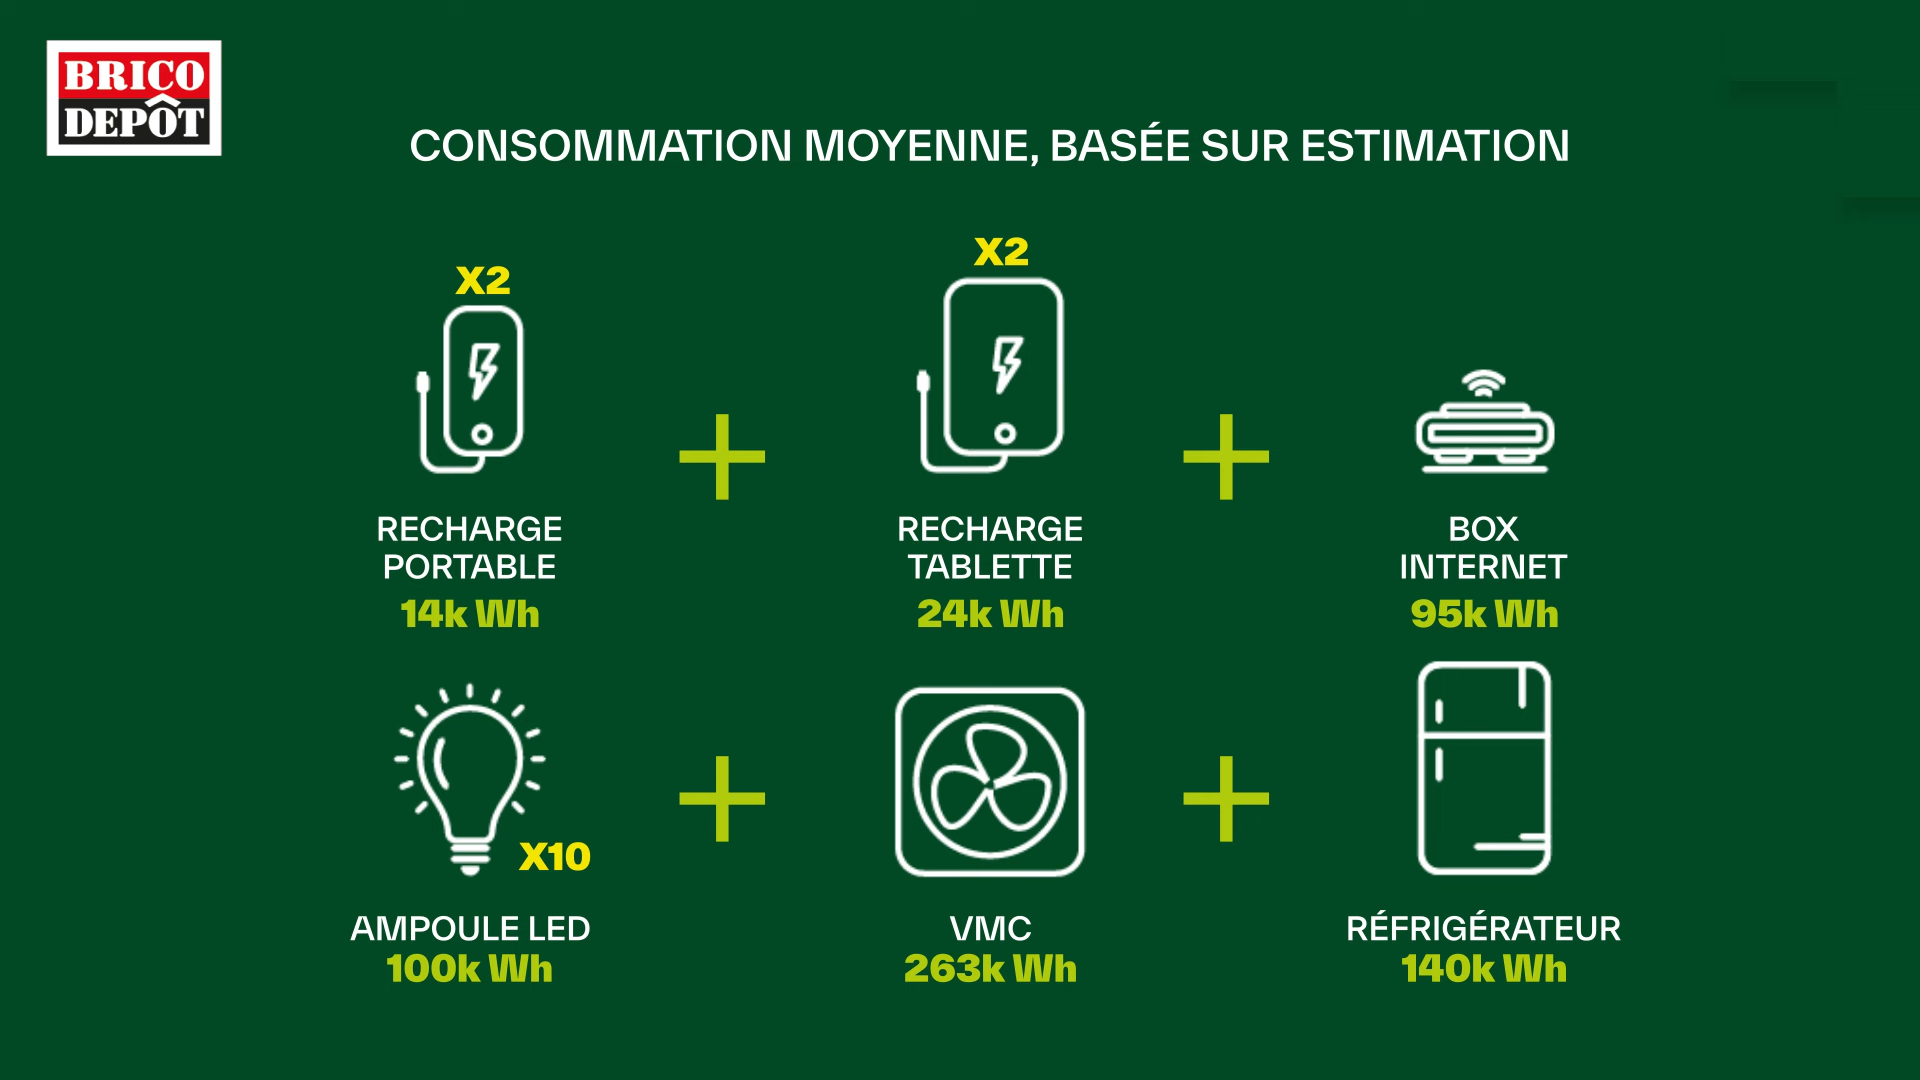 BRICO
DEPÔT
CONSOMMATION MOYENNE, BASÉE SUR ESTIMATION
X2
RECHARGE
PORTABLE
14k Wh
X2
RECHARGE
TABLETTE
24k Wh
BOX
INTERNET
95k Wh
X10
AMPOULE LED
100k Wh
VMC
263k Wh
RÉFRIGÉRATEUR
140k Wh